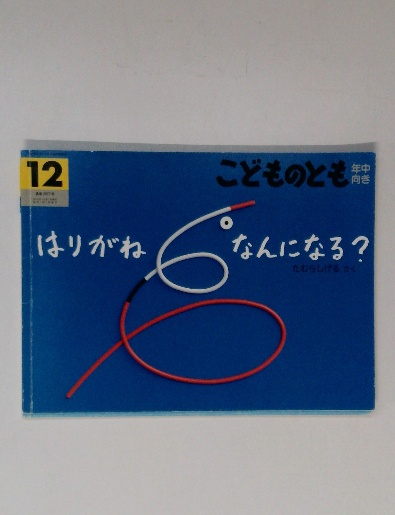 12
こどものとも 年中
向き
はりがね なんになる?
たむらしげる さく